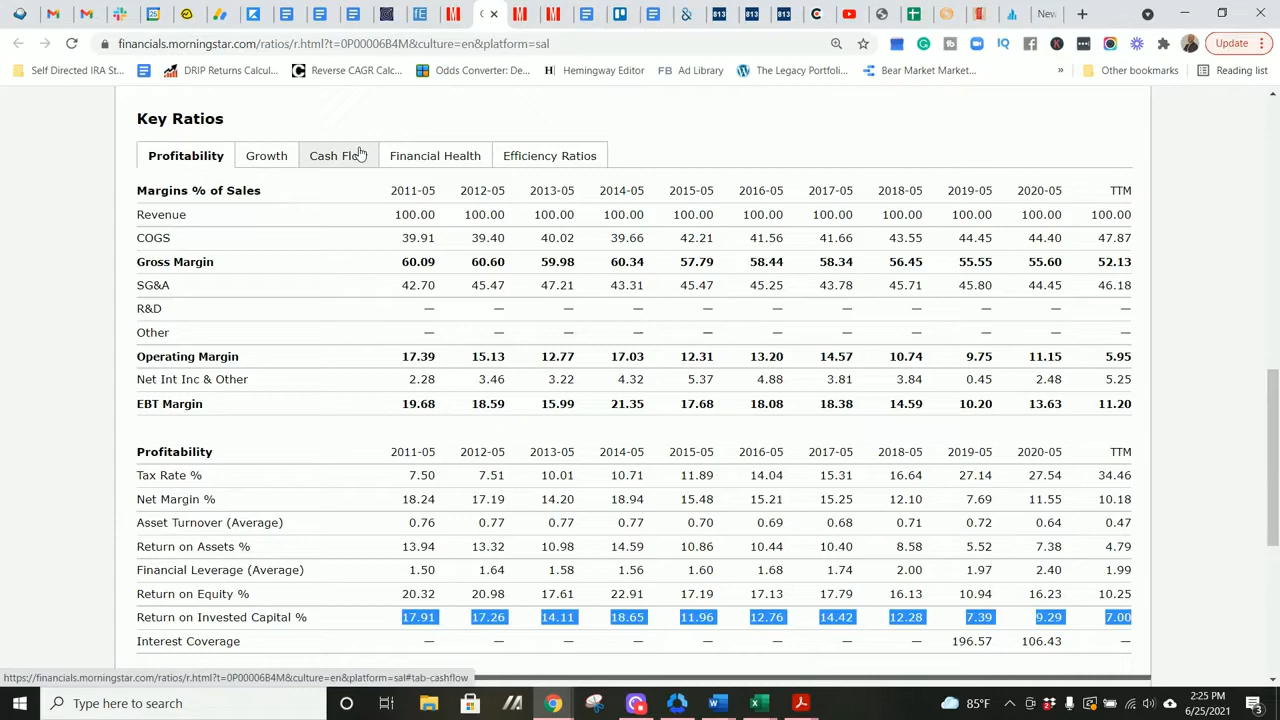 813
813
813
New
Update
financials.morningstar.com/ratios/r.html?t=0P00006B4M&culture=en&platform=sal
Self Directed IRA St...
DRIP Returns Calcul...
Reverse CAGR Calc...
Odds Converter: De...
Hemingway Editor
FB Ad Library
The Legacy Portfoli...
Bear Market Market...
»
Other bookmarks
Reading list
Key Ratios
Profitability Growth Cash Flo Financial Health Efficiency Ratios
Margins % of Sales 2011-05 2012-05 2013-05 2014-05 2015-05 2016-05 2017-05 2018-05 2019-05 2020-05 TTM
Revenue 100.00 100.00 100.00 100.00 100.00 100.00 100.00 100.00 100.00 100.00 100.00
COGS 39.91 39.40 40.02 39.66 42.21 41.56 41.66 43.55 44.45 44.40 47.87
Gross Margin 60.09 60.60 59.98 60.34 57.79 58.44 58.34 56.45 55.55 55.60 52.13
SG&A 42.70 45.47 47.21 43.31 45.47 45.25 43.78 45.71 45.80 44.45 46.18
R&D — — — — — — — — — — —
Other — — — — — — — — — — —
Operating Margin 17.39 15.13 12.77 17.03 12.31 13.20 14.57 10.74 9.75 11.15 5.95
Net Int Inc & Other 2.28 3.46 3.22 4.32 5.37 4.88 3.81 3.84 0.45 2.48 5.25
EBT Margin 19.68 18.59 15.99 21.35 17.68 18.08 18.38 14.59 10.20 13.63 11.20
Profitability 2011-05 2012-05 2013-05 2014-05 2015-05 2016-05 2017-05 2018-05 2019-05 2020-05 TTM
Tax Rate % 7.50 7.51 10.01 10.71 11.89 14.04 15.31 16.64 27.14 27.54 34.46
Net Margin % 18.24 17.19 14.20 18.94 15.48 15.21 15.25 12.10 7.69 11.55 10.18
Asset Turnover (Average) 0.76 0.77 0.77 0.77 0.70 0.69 0.68 0.71 0.72 0.64 0.47
Return on Assets % 13.94 13.32 10.98 14.59 10.86 10.44 10.40 8.58 5.52 7.38 4.79
Financial Leverage (Average) 1.50 1.64 1.58 1.56 1.60 1.68 1.74 2.00 1.97 2.40 1.99
Return on Equity % 20.32 20.98 17.61 22.91 17.19 17.13 17.79 16.13 10.94 16.23 10.25
Return on Invested Capital % 17.91 17.26 14.11 18.65 11.96 12.76 14.42 12.28 7.39 9.29 7.00
Interest Coverage — — — — — — — — 196.57 106.43 —
https://financials.morningstar.com/ratios/r.html?t=0P00006B4M&culture=en&platform=sal#tab-cashflow
Type here to search
85°F
2:25 PM
6/25/2021
3